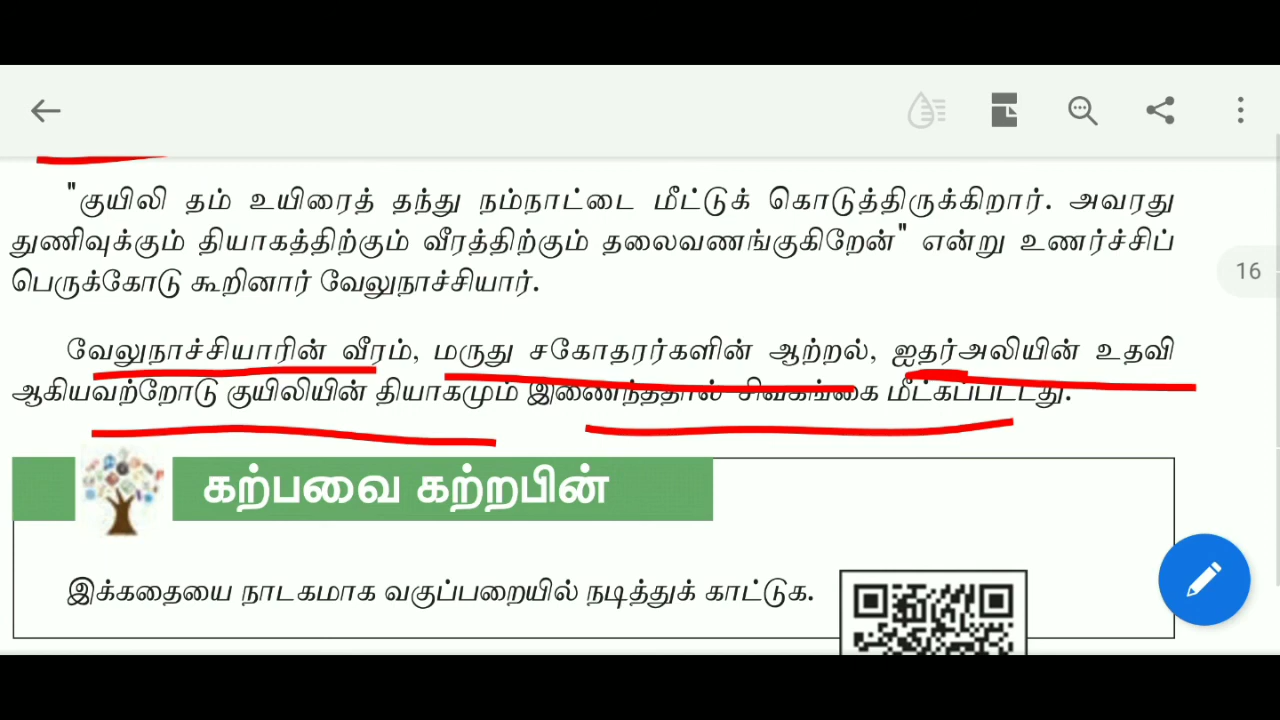 "குயிலி தம் உயிரைத் தந்து நம்நாட்டை மீட்டுக் கொடுத்திருக்கிறார். அவரது
துணிவுக்கும் தியாகத்திற்கும் வீரத்திற்கும் தலைவணங்குகிறேன்" என்று உணர்ச்சிப்
பெருக்கோடு கூறினார் வேலுநாச்சியார்.
16
வேலுநாச்சியாரின் வீரம், மருது சகோதரர்களின் ஆற்றல், ஐதர்அலியின் உதவி
ஆகியவற்றோடு குயிலியின் தியாகமும் இணைந்ததால் சிவகங்கை மீட்கப்பட்டது.
கற்பவை கற்றபின்
இக்கதையை நாடகமாக வகுப்பறையில் நடித்துக் காட்டுக.